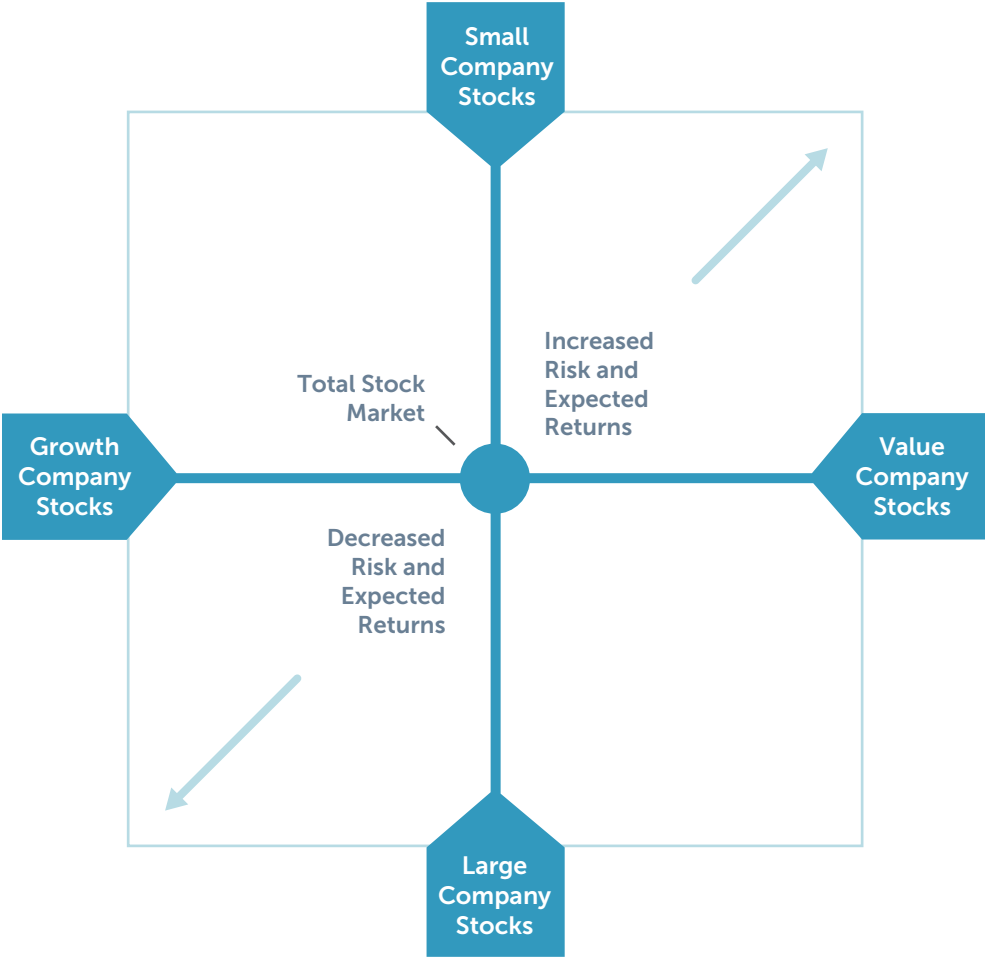 Small
Company
Stocks
Increased
Risk and
Expected
Returns
Total Stock
Market
Growth
Company
Stocks
Value
Company
Stocks
Decreased
Risk and
Expected
Returns
Large
Company
Stocks